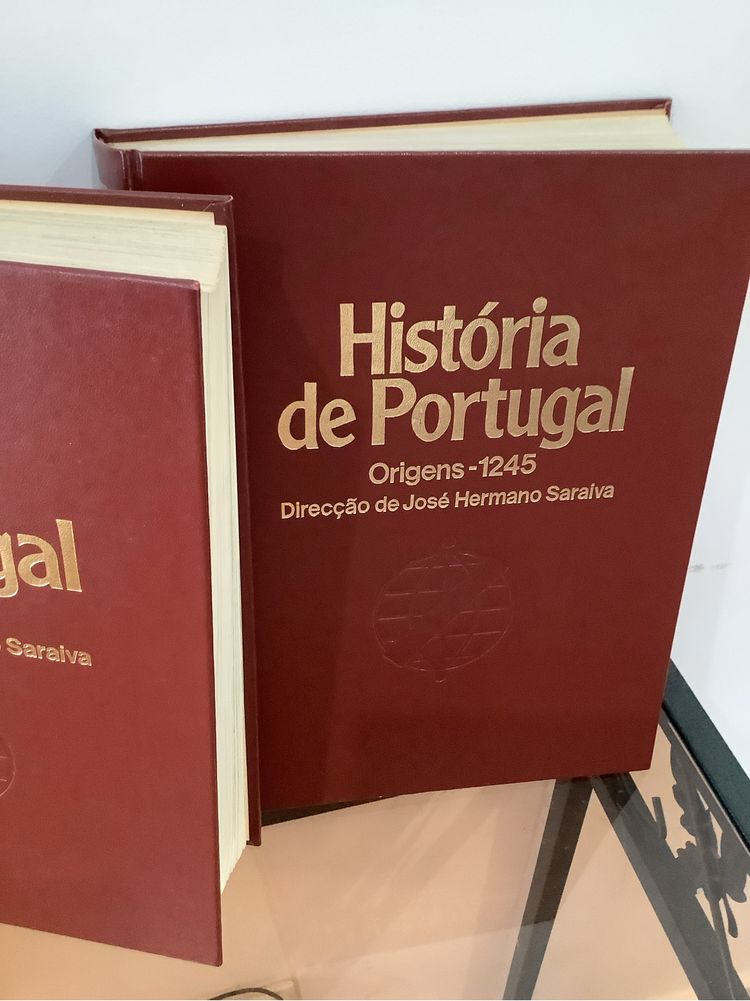 História
de Portugal
Origens - 1245
Direcção de José Hermano Saraiva
gal
Saraiva